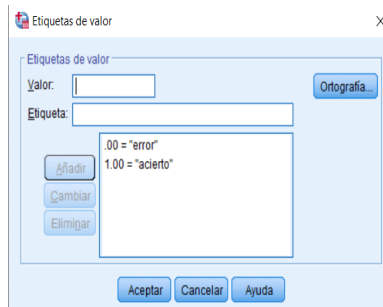 Etiquetas de valor
Etiquetas de valor
Valor:
Ortografía...
Etiqueta:
.00 = "error"
1.00 = "acierto"
Añadir
Cambiar
Eliminar
Aceptar Cancelar Ayuda